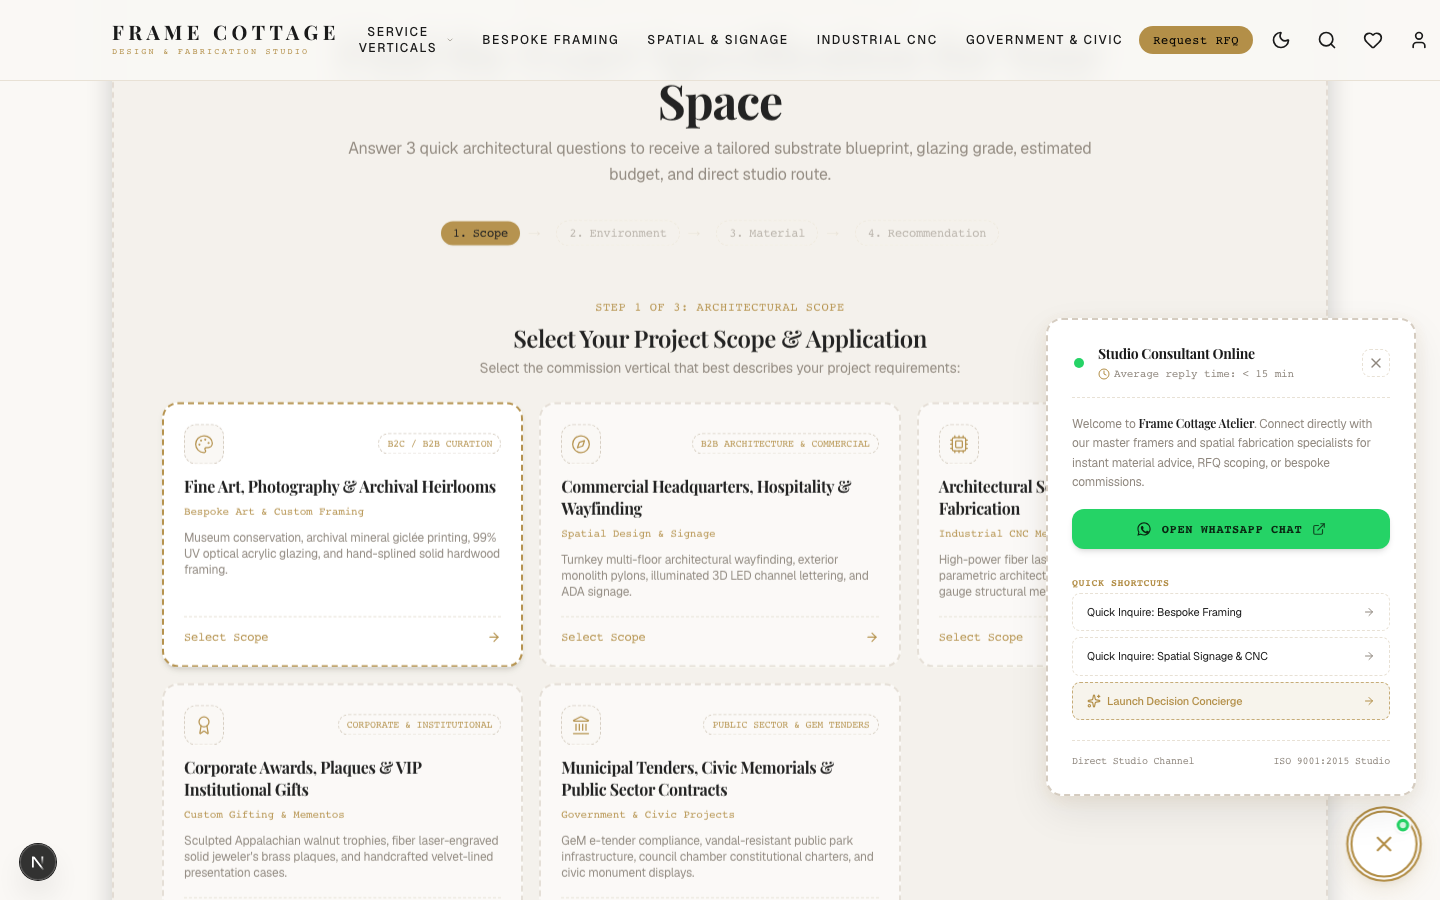 FRAME COTTAGE
DESIGN & FABRICATION STUDIO
SERVICE
VERTICALS
BESPOKE FRAMING
SPATIAL & SIGNAGE
INDUSTRIAL CNC
GOVERNMENT & CIVIC
Request RFQ
Space
Answer 3 quick architectural questions to receive a tailored substrate blueprint, glazing grade, estimated
budget, and direct studio route.
1. Scope
2. Environment
3. Material
4. Recommendation
STEP 1 OF 3: ARCHITECTURAL SCOPE
Select Your Project Scope & Application
Select the commission vertical that best describes your project requirements:
B2C / B2B CURATION
Fine Art, Photography & Archival Heirlooms
Bespoke Art & Custom Framing
Museum conservation, archival mineral giclée printing, 99%
UV optical acrylic glazing, and hand-splined solid hardwood
framing.
Select Scope
B2B ARCHITECTURE & COMMERCIAL
Commercial Headquarters, Hospitality &
Wayfinding
Spatial Design & Signage
Turnkey multi-floor architectural wayfinding, exterior
monolith pylons, illuminated 3D LED channel lettering, and
ADA signage.
Select Scope
Architectural
Fabrication
Industrial CNC
High-power fiber
parametric
gauge structural
Select Scope
CORPORATE & INSTITUTIONAL
Corporate Awards, Plaques & VIP
Institutional Gifts
Custom Gifting & Mementos
Sculpted Appalachian walnut trophies, fiber laser-engraved
solid jeweler's brass plaques, and handcrafted velvet-lined
presentation cases.
PUBLIC SECTOR & GEM TENDERS
Municipal Tenders, Civic Memorials &
Public Sector Contracts
Government & Civic Projects
GeM e-tender compliance, vandal-resistant public park
infrastructure, council chamber constitutional charters, and
civic monument displays.
Studio Consultant Online
Average reply time: < 15 min
Welcome to Frame Cottage Atelier. Connect directly with
our master framers and spatial fabrication specialists for
instant material advice, RFQ scoping, or bespoke
commissions.
OPEN WHATSAPP CHAT
QUICK SHORTCUTS
Quick Inquire: Bespoke Framing
Quick Inquire: Spatial Signage & CNC
Launch Decision Concierge
Direct Studio Channel
ISO 9001:2015 Studio
N